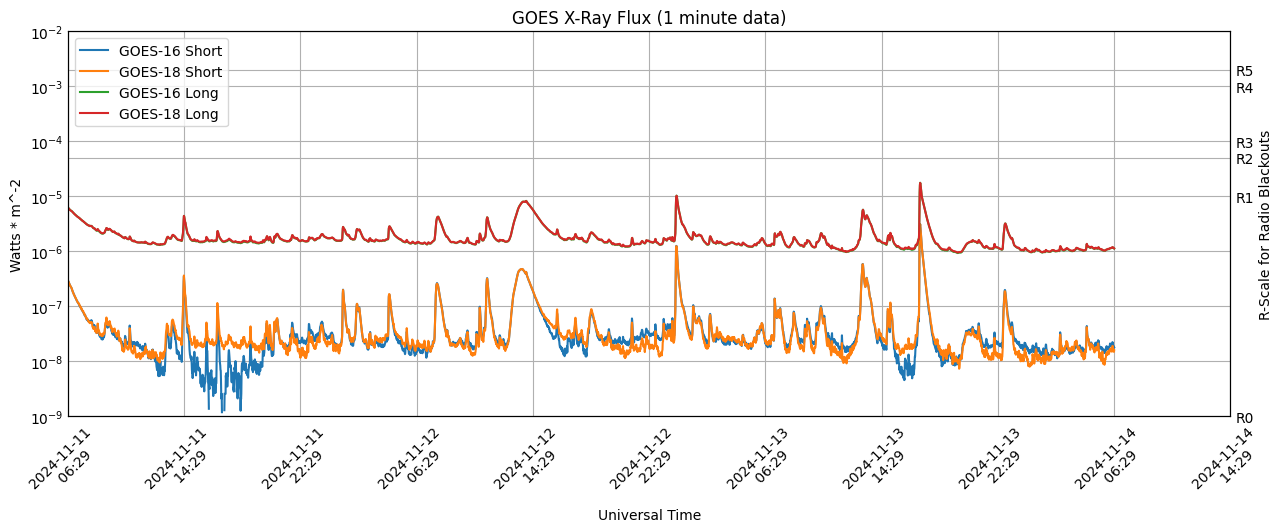 GOES X-Ray Flux (1 minute data)
GOES-16 Short
GOES-18 Short
GOES-16 Long
GOES-18 Long
10⁻²
10⁻³
10⁻⁴
10⁻⁵
10⁻⁶
10⁻⁷
10⁻⁸
10⁻⁹
Watts * m^-2
R5
R4
R3
R2
R1
R0
R-Scale for Radio Blackouts
2024-11-11
06:29
2024-11-11
14:29
2024-11-11
22:29
2024-11-12
06:29
2024-11-12
14:29
2024-11-12
22:29
2024-11-13
06:29
2024-11-13
14:29
2024-11-13
22:29
2024-11-14
06:29
2024-11-14
14:29
Universal Time